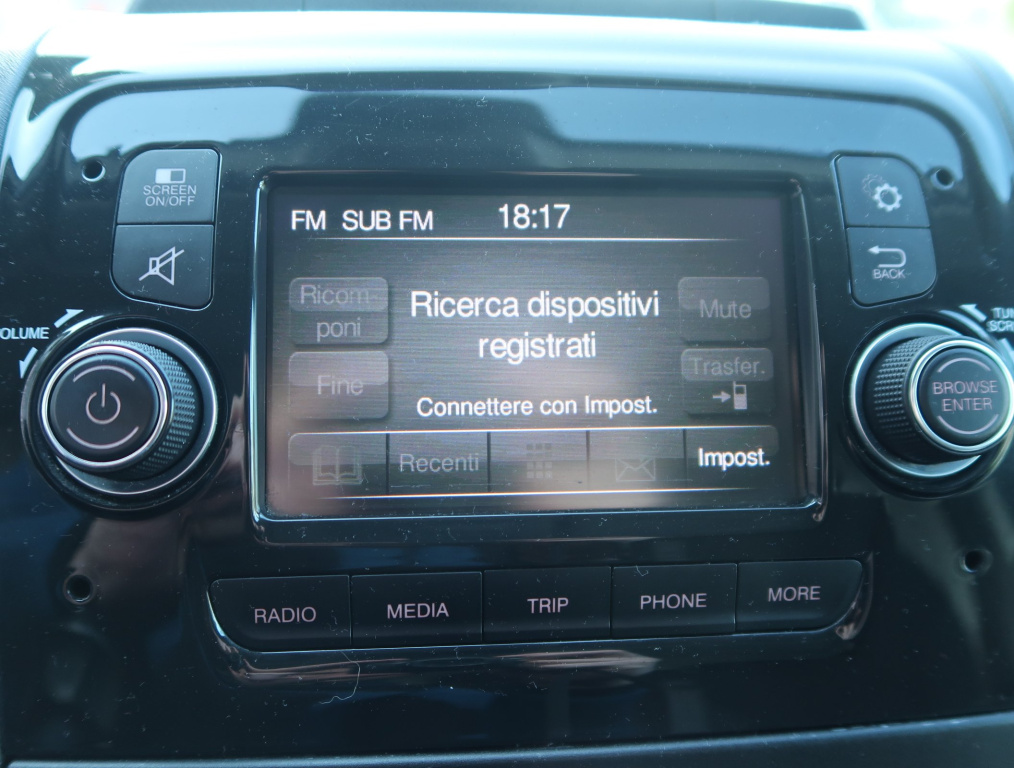 SCREEN
ON/OFF
VOLUME
FM SUB FM 18:17
Ricom-
poni
Ricerca dispositivi
registrati
Mute
Fine
Trasfer.
Connettere con Impost.
Recenti
Impost.
BACK
BROWSE
ENTER
RADIO
MEDIA
TRIP
PHONE
MORE